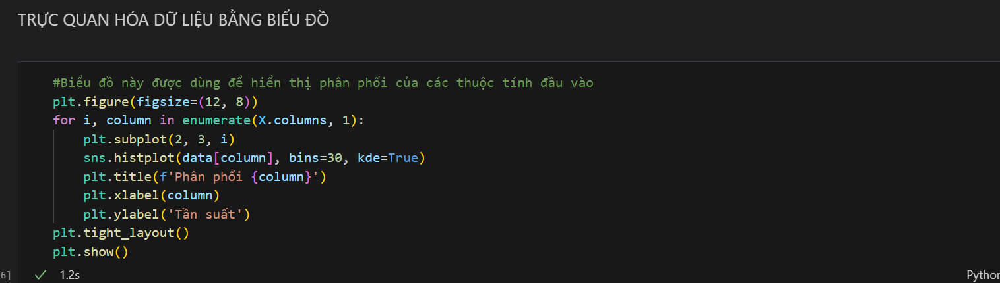 TRỰC QUAN HÓA DỮ LIỆU BẰNG BIỂU ĐỒ
#Biểu đồ này được dùng để hiển thị phân phối của các thuộc tính đầu vào
plt.figure(figsize=(12, 8))
for i, column in enumerate(X.columns, 1):
    plt.subplot(2, 3, i)
    sns.histplot(data[column], bins=30, kde=True)
    plt.title(f'Phân phối {column}')
    plt.xlabel(column)
    plt.ylabel('Tần suất')
plt.tight_layout()
plt.show()
6] ✓ 1.2s Python